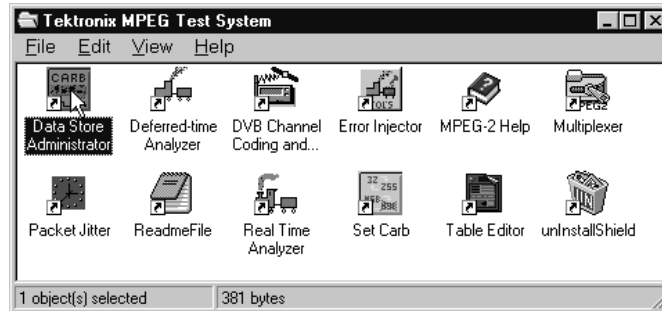 Tektronix MPEG Test System
File Edit View Help
CARB
Data Store Administrator
Deferred-time Analyzer
DVB Channel Coding and...
Error Injector
MPEG-2 Help
PEG2
Multiplexer
Packet Jitter
ReadmeFile
Real Time Analyzer
32 255
Set Carb
Table Editor
unInstallShield
1 object(s) selected 381 bytes